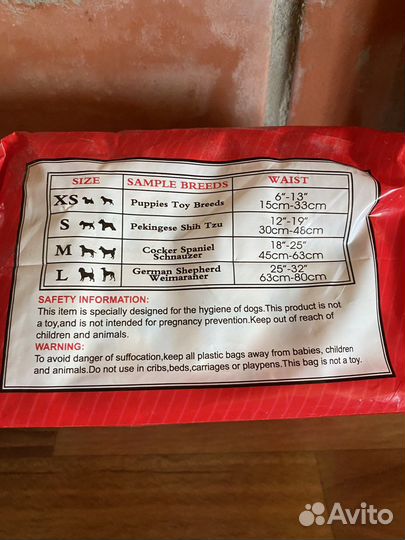 SIZE SAMPLE BREEDS WAIST
XS Puppies Toy Breeds 6"-13" 15cm-33cm
S Pekingese Shih Tzu 12"-19" 30cm-48cm
M Cocker Spaniel Schnauzer 18"-25" 45cm-63cm
L German Shepherd Weimaraner 25"-32" 63cm-80cm
SAFETY INFORMATION:
This item is specially designed for the hygiene of dogs.This product is not
a toy,and is not intended for pregnancy prevention.Keep out of reach of
children and animals.
WARNING:
To avoid danger of suffocation,keep all plastic bags away from babies, children
and animals.Do not use in cribs,beds,carriages or playpens.This bag is not a toy.
Avito